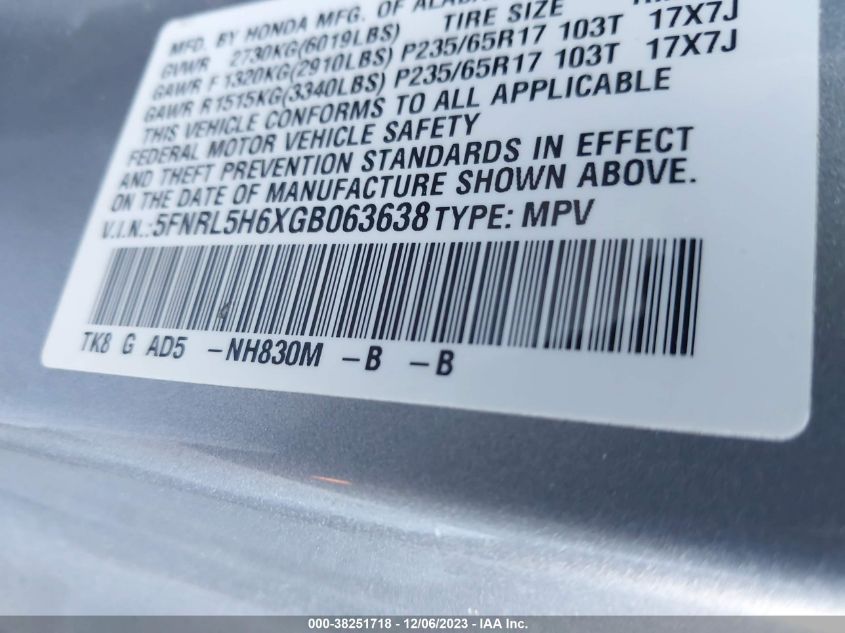 MFD. BY HONDA MFG. OF
GVWR 2730KG(6019LBS) TIRE SIZE
GAWR F 1320KG(2910LBS) P235/65R17 103T 17X7J
GAWR R1515KG(3340LBS) P235/65R17 103T 17X7J
THIS VEHICLE CONFORMS TO ALL APPLICABLE
FEDERAL MOTOR VEHICLE SAFETY
AND THEFT PREVENTION STANDARDS IN EFFECT
ON THE DATE OF MANUFACTURE SHOWN ABOVE.
V.I.N.:5FNRL5H6XGB063638 TYPE: MPV
TK8 G AD5 -NH830M -B -B
000-38251718 - 12/06/2023 - IAA Inc.